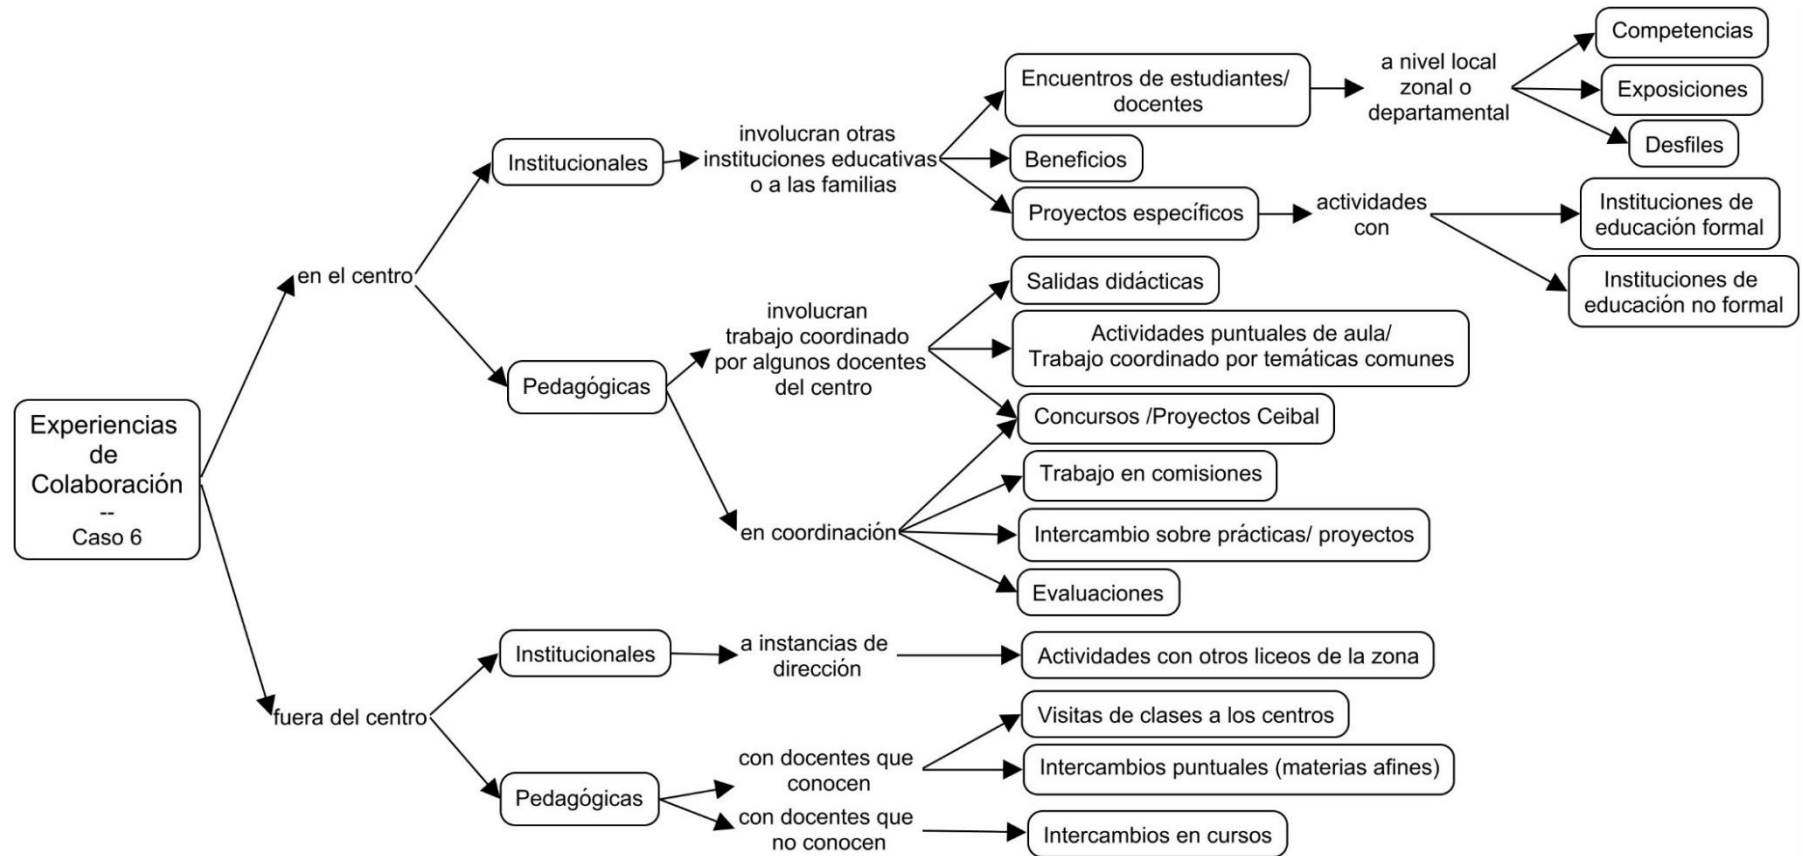 Experiencias
de
Colaboración
--
Caso 6
en el centro
Institucionales
involucran otras
instituciones educativas
o a las familias
Encuentros de estudiantes/
docentes
a nivel local
zonal o
departamental
Competencias
Exposiciones
Desfiles
Beneficios
Proyectos específicos
actividades
con
Instituciones de
educación formal
Instituciones de
educación no formal
Pedagógicas
involucran
trabajo coordinado
por algunos docentes
del centro
Salidas didácticas
Actividades puntuales de aula/
Trabajo coordinado por temáticas comunes
Concursos /Proyectos Ceibal
en coordinación
Trabajo en comisiones
Intercambio sobre prácticas/ proyectos
Evaluaciones
fuera del centro
Institucionales
a instancias de
dirección
Actividades con otros liceos de la zona
Pedagógicas
con docentes que
conocen
Visitas de clases a los centros
Intercambios puntuales (materias afines)
con docentes que
no conocen
Intercambios en cursos